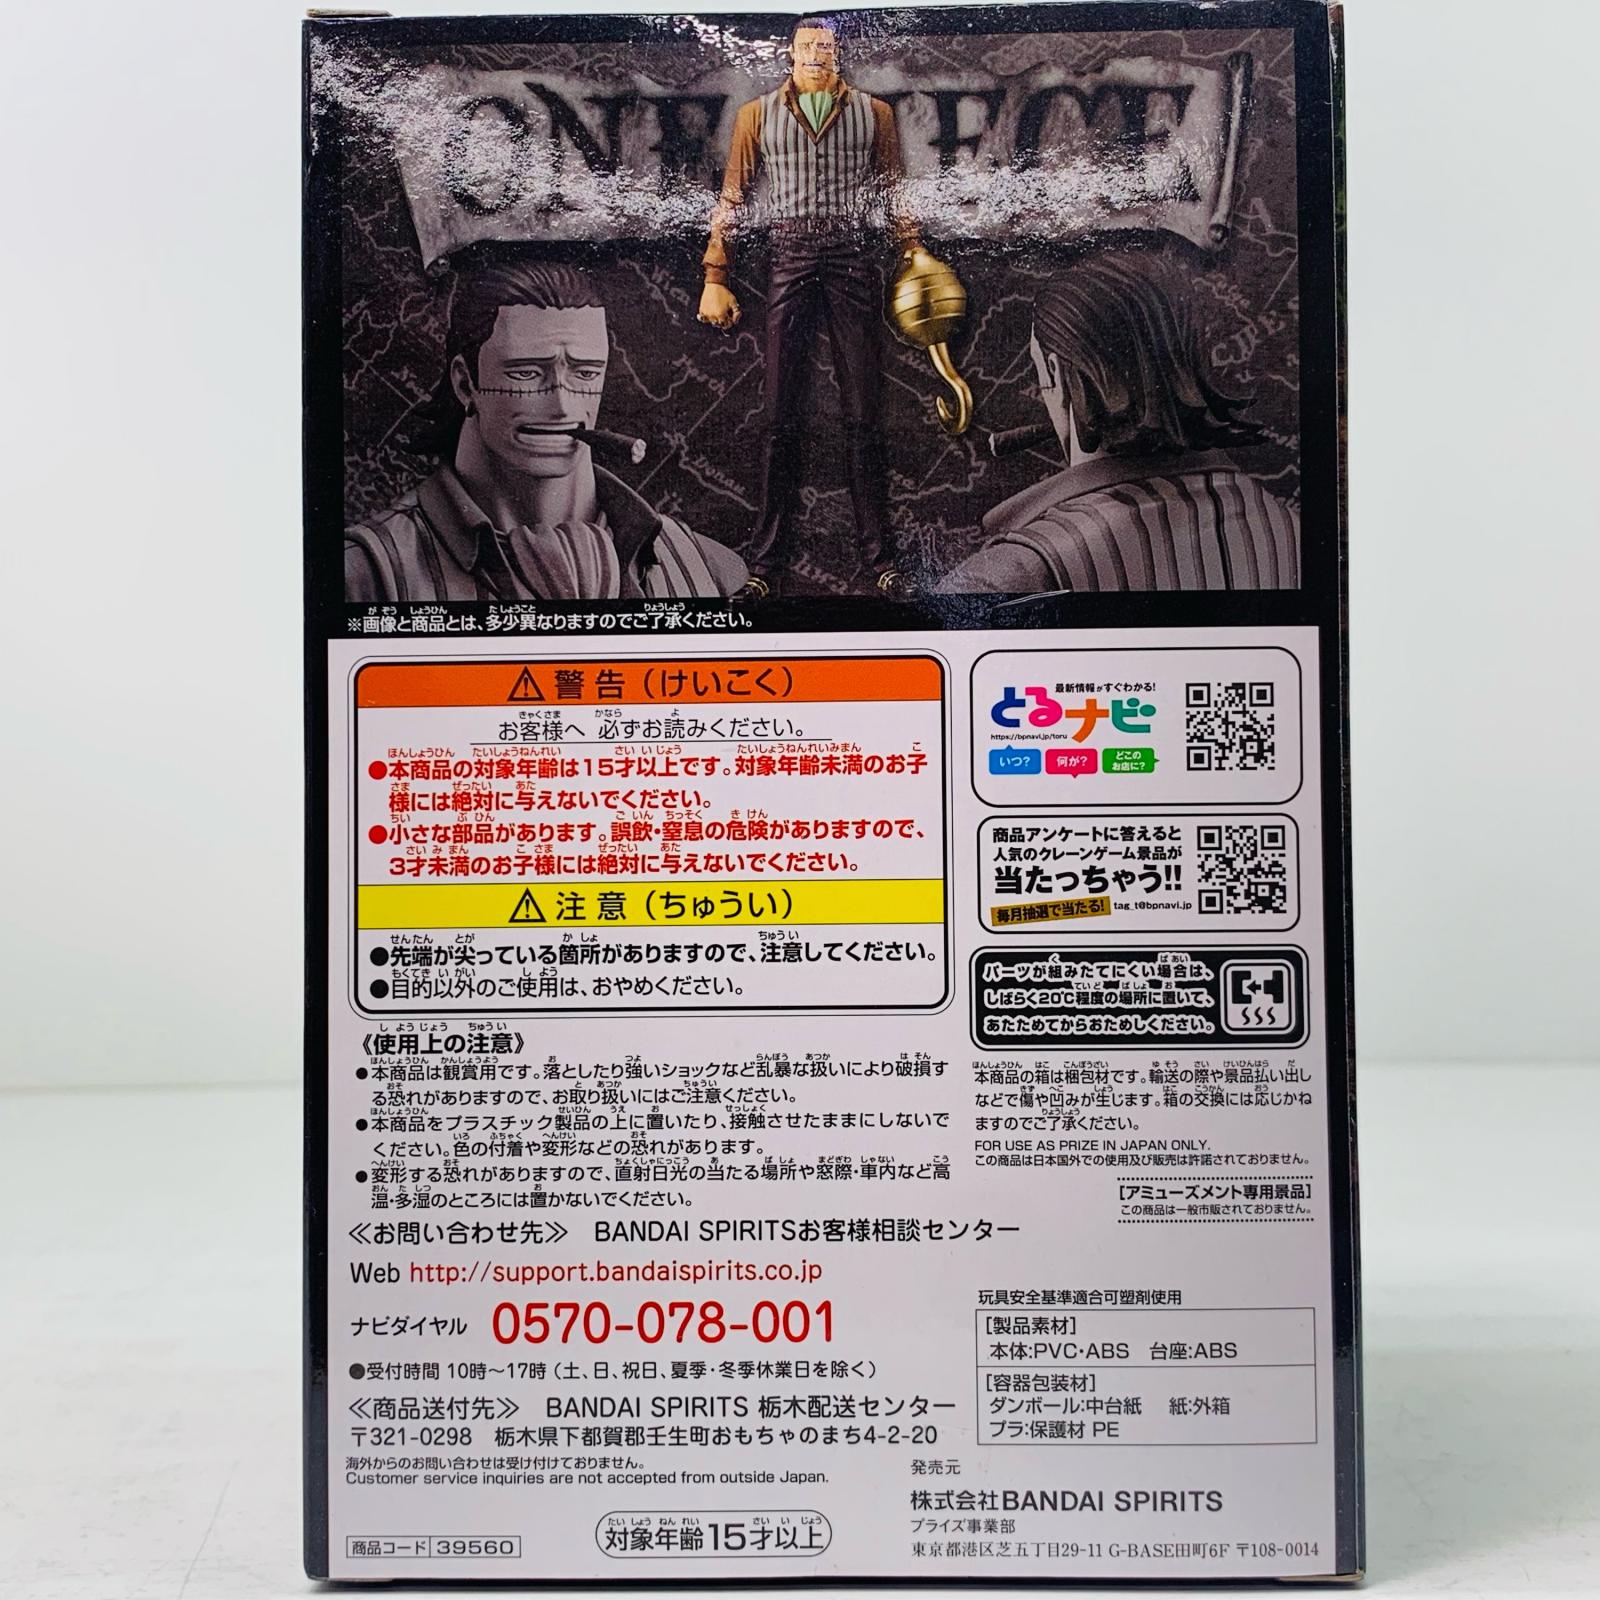 ONE PIECE
※画像と商品とは、多少異なりますのでご了承ください。
警告（けいこく）
お客様へ 必ずお読みください。
●本商品の対象年齢は15才以上です。対象年齢未満のお子
様には絶対に与えないでください。
●小さな部品があります。誤飲・窒息の危険がありますので、
3才未満のお子様には絶対に与えないでください。
注意（ちゅうい）
●先端が尖っている箇所がありますので、注意してください。
●目的以外のご使用は、おやめください。
《使用上の注意》
●本商品は観賞用です。落としたり強いショックなど乱暴な扱いにより破損す
る恐れがありますので、お取り扱いにはご注意ください。
●本商品をプラスチック製品の上に置いたり、接触させたままにしないで
ください。色の付着や変形などの恐れがあります。
●変形する恐れがありますので、直射日光の当たる場所や窓際・車内など高
温・多湿のところには置かないでください。
≪お問い合わせ先≫ BANDAI SPIRITSお客様相談センター
Web http://support.bandaispirits.co.jp
ナビダイヤル 0570-078-001
●受付時間 10時〜17時（土、日、祝日、夏季・冬季休業日を除く）
≪商品送付先≫ BANDAI SPIRITS 栃木配送センター
〒321-0298 栃木県下都賀郡壬生町おもちゃのまち4-2-20
海外からのお問い合わせは受け付けておりません。
Customer service inquiries are not accepted from outside Japan.
商品コード 39560
対象年齢15才以上
最新情報がすぐわかる!
とるナビ
https://bpnavi.jp/toru
いつ?
何が?
どこの
お店に?
商品アンケートに答えると
人気のクレーンゲーム景品が
当たっちゃう!!
毎月抽選で当たる!
tag_t@bpnavi.jp
パーツが組みたてにくい場合は、
しばらく20℃程度の場所に置いて、
あたためてからおためしください。
本商品の箱は梱包材です。輸送の際や景品払い出し
などで傷や凹みが生じます。箱の交換には応じかね
ますのでご了承ください。
FOR USE AS PRIZE IN JAPAN ONLY.
この商品は日本国外での使用及び販売は許諾されておりません。
[アミューズメント専用景品]
この商品は一般市販されておりません。
玩具安全基準適合可塑剤使用
[製品素材]
本体:PVC・ABS 台座:ABS
[容器包装材]
ダンボール:中台紙 紙:外箱
プラ:保護材 PE
発売元
株式会社BANDAI SPIRITS
プライズ事業部
東京都港区芝五丁目29-11 G-BASE田町6F 〒108-0014